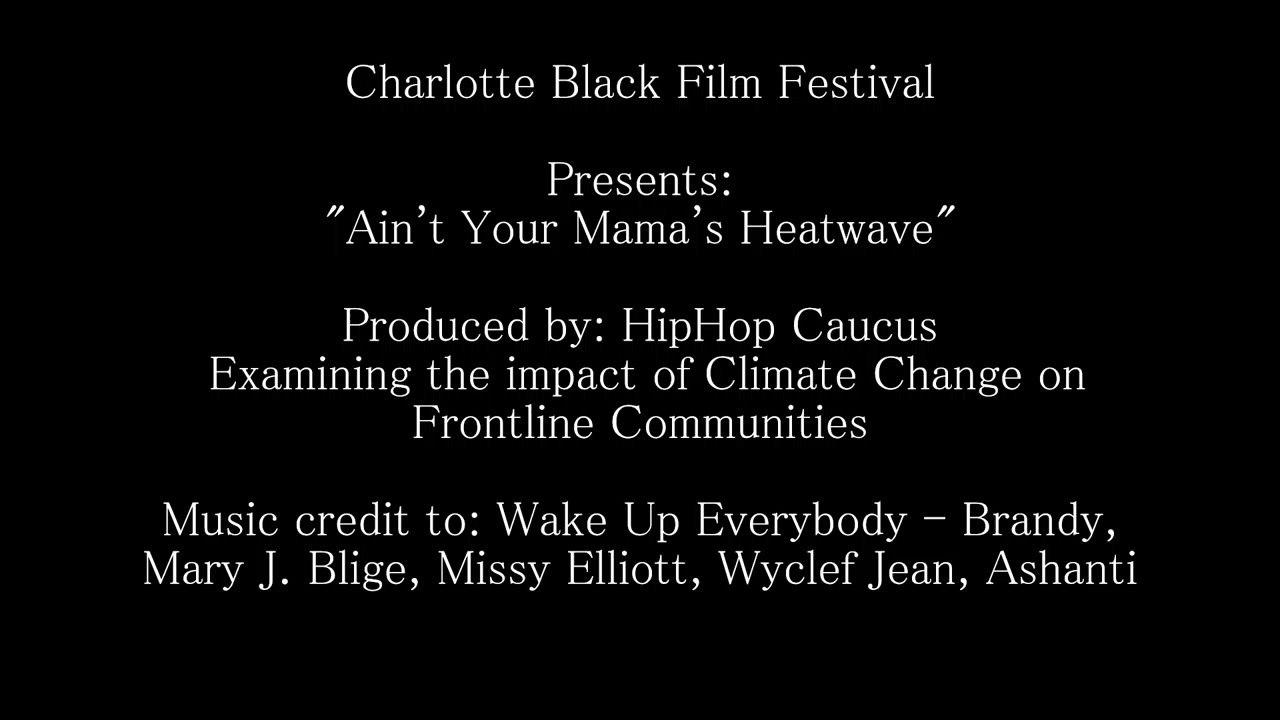 Charlotte Black Film Festival
Presents:
"Ain't Your Mama's Heatwave"
Produced by: HipHop Caucus
Examining the impact of Climate Change on
Frontline Communities
Music credit to: Wake Up Everybody - Brandy,
Mary J. Blige, Missy Elliott, Wyclef Jean, Ashanti